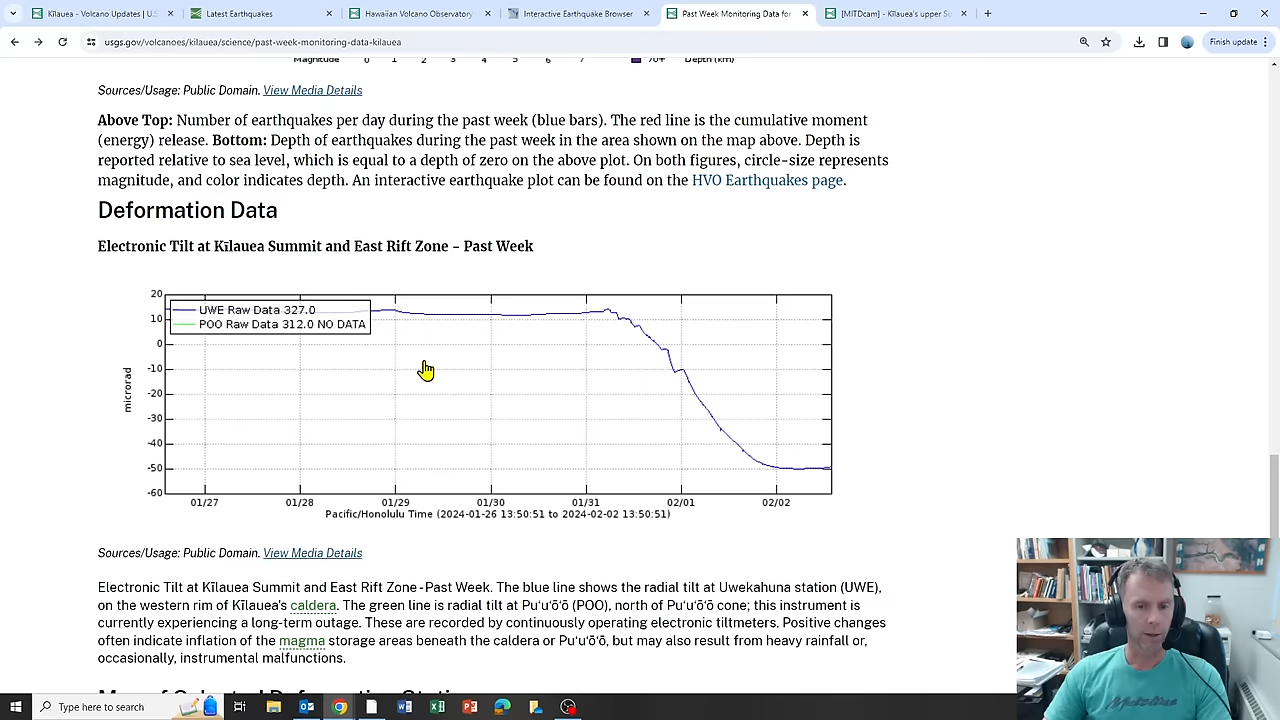 Kīlauea - Volcano Updates | U.S
Latest Earthquakes
Hawaiian Volcano Observatory
Interactive Earthquake Browser
Past Week Monitoring Data for
[MITDcam] - Kīlauea's upper So
Finish update
usgs.gov/volcanoes/kilauea/science/past-week-monitoring-data-kilauea
Magnitude 0 1 2 3 4 5 6 7 70+ Depth (km)
Sources/Usage: Public Domain. View Media Details
Above Top: Number of earthquakes per day during the past week (blue bars). The red line is the cumulative moment
(energy) release. Bottom: Depth of earthquakes during the past week in the area shown on the map above. Depth is
reported relative to sea level, which is equal to a depth of zero on the above plot. On both figures, circle-size represents
magnitude, and color indicates depth. An interactive earthquake plot can be found on the HVO Earthquakes page.
Deformation Data
Electronic Tilt at Kīlauea Summit and East Rift Zone - Past Week
UWE Raw Data 327.0
POO Raw Data 312.0 NO DATA
microrad
20
10
0
-10
-20
-30
-40
-50
-60
01/27 01/28 01/29 01/30 01/31 02/01 02/02
Pacific/Honolulu Time (2024-01-26 13:50:51 to 2024-02-02 13:50:51)
Sources/Usage: Public Domain. View Media Details
Electronic Tilt at Kīlauea Summit and East Rift Zone - Past Week. The blue line shows the radial tilt at Uwekahuna station (UWE),
on the western rim of Kīlauea's caldera. The green line is radial tilt at Puʻuʻōʻō (POO), north of Puʻuʻōʻō cone; this instrument is
currently experiencing a long-term outage. These are recorded by continuously operating electronic tiltmeters. Positive changes
often indicate inflation of the magma storage areas beneath the caldera or Puʻuʻōʻō, but may also result from heavy rainfall or,
occasionally, instrumental malfunctions.
Type here to search